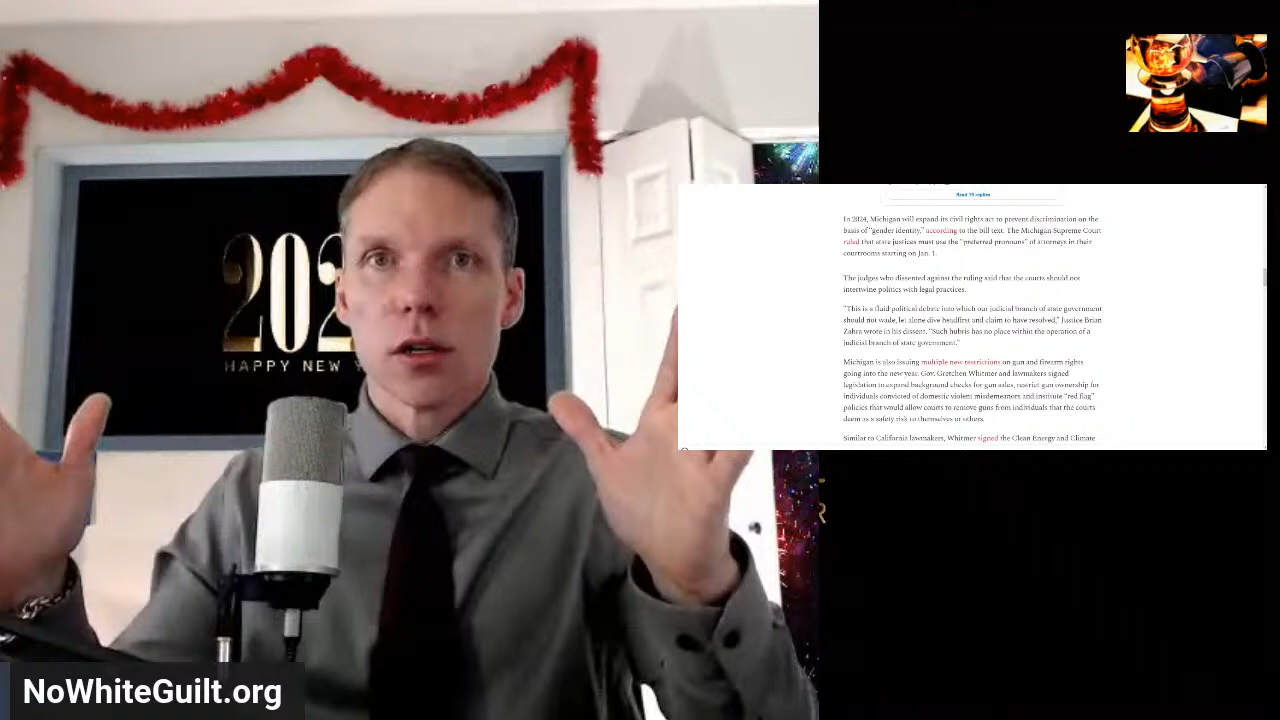 202
HAPPY NEW Y
Read 75 replies
In 2024, Michigan will expand its civil rights act to prevent discrimination on the
basis of "gender identity," according to the bill text. The Michigan Supreme Court
ruled that state justices must use the "preferred pronouns" of attorneys in their
courtrooms starting on Jan. 1.
The judges who dissented against the ruling said that the courts should not
intertwine politics with legal practices.
"This is a fluid political debate into which our judicial branch of state government
should not wade, let alone dive headfirst and claim to have resolved," Justice Brian
Zahra wrote in his dissent. "Such hubris has no place within the operation of a
judicial branch of state government."
Michigan is also issuing multiple new restrictions on gun and firearm rights
going into the new year. Gov. Gretchen Whitmer and lawmakers signed
legislation to expand background checks for gun sales, restrict gun ownership for
individuals convicted of domestic violent misdemeanors and institute "red flag"
policies that would allow courts to remove guns from individuals that the courts
deem as a safety risk to themselves or others.
Similar to California lawmakers, Whitmer signed the Clean Energy and Climate
R
NoWhiteGuilt.org